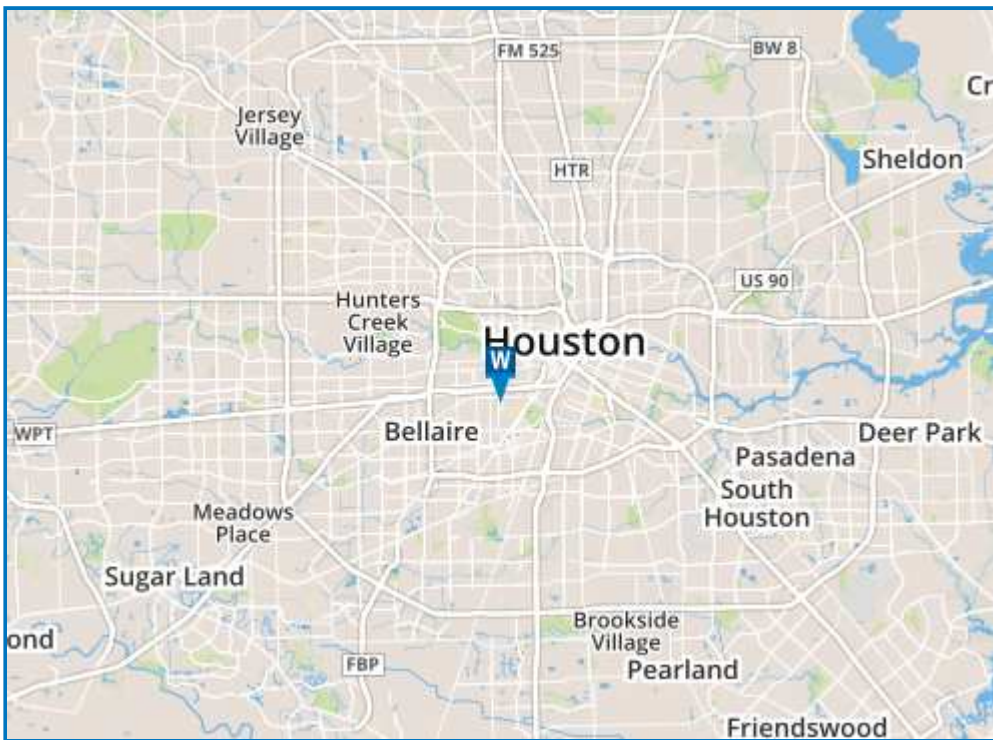 FM 525
BW 8
Cr
Jersey
Village
Sheldon
HTR
US 90
Hunters
Creek
Village
Houston
W
WPT
Bellaire
Deer Park
Pasadena
South
Houston
Meadows
Place
Sugar Land
Brookside
Village
ond
FBP
Pearland
Friendswood